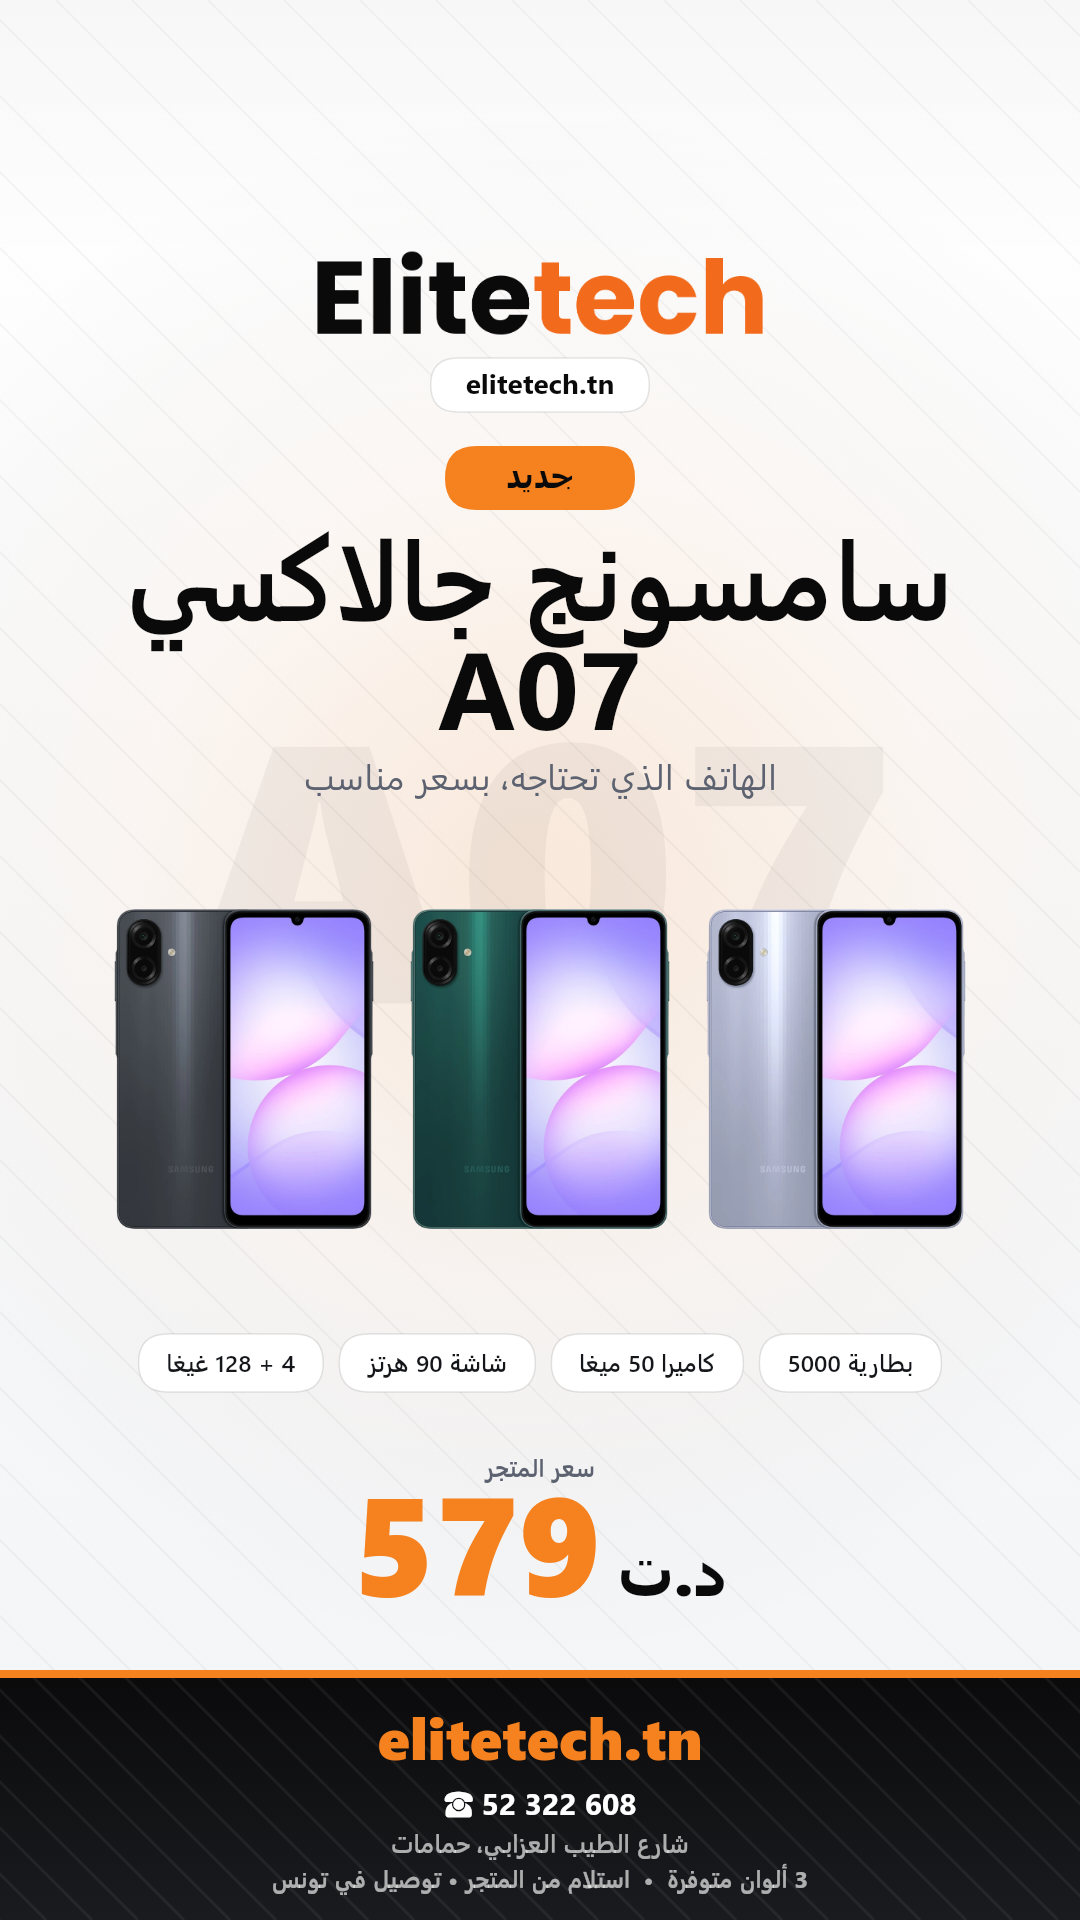 Elitetech
elitetech.tn
جديد
سامسونج جالاكسي
A07
A07
الهاتف الذي تحتاجه، بسعر مناسب
SAMSUNG SAMSUNG SAMSUNG
بطارية 5000
كاميرا 50 ميغا
شاشة 90 هرتز
4 + 128 غيغا
سعر المتجر
579 د.ت
elitetech.tn
☎ 52 322 608
شارع الطيب العزابي، حمامات
3 ألوان متوفرة • استلام من المتجر • توصيل في تونس